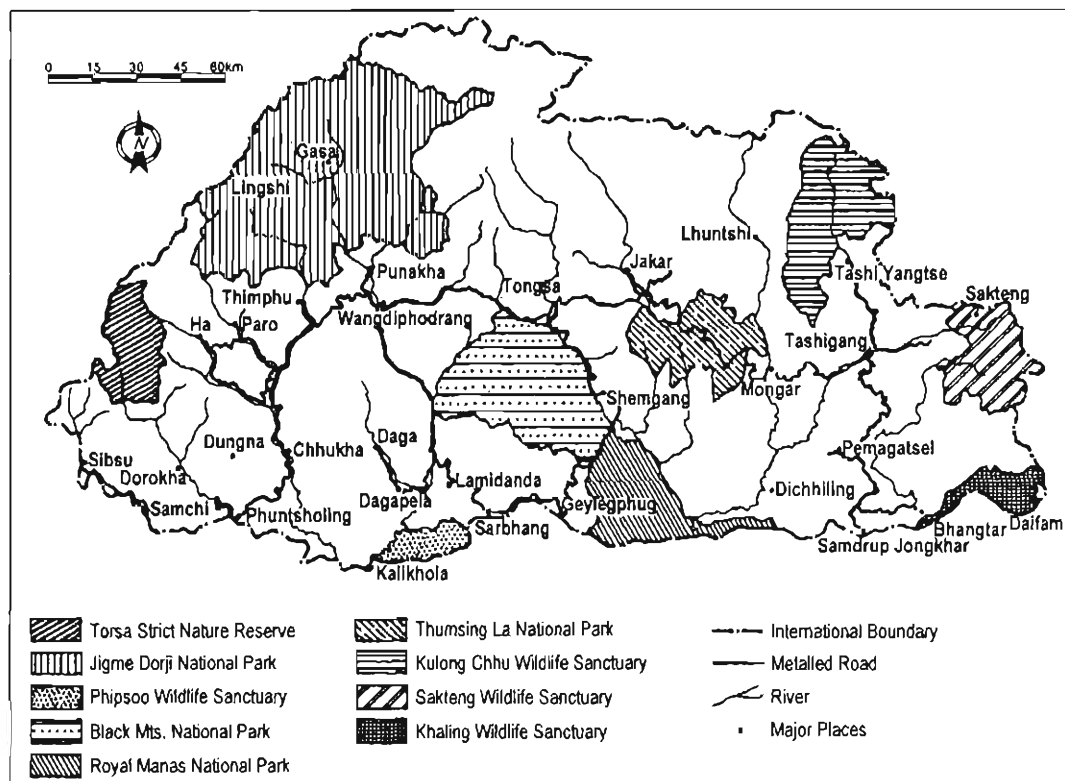 0 15 30 45 60km
N
Gasa
Lingshi
Lhuntshi
Punakha
Jakar
Tashi Yangtse
Thimphu
Tongsa
Sakteng
Ha
Paro
Wangdiphodrang
Tashigang
Shemgang
Mongar
Dungna
Chhukha
Daga
Pemagatsel
Sibsu
Dorokha
Lamidanda
Dichhiling
Samchi
Phuntsholing
Dagapela
Sarbhang
Geylegphug
Samdrup Jongkhar
Bhangtar
Daifam
Kalikhola
Torsa Strict Nature Reserve
Jigme Dorji National Park
Phipsoo Wildlife Sanctuary
Black Mts. National Park
Royal Manas National Park
Thumsing La National Park
Kulong Chhu Wildlife Sanctuary
Sakteng Wildlife Sanctuary
Khaling Wildlife Sanctuary
International Boundary
Metalled Road
River
Major Places